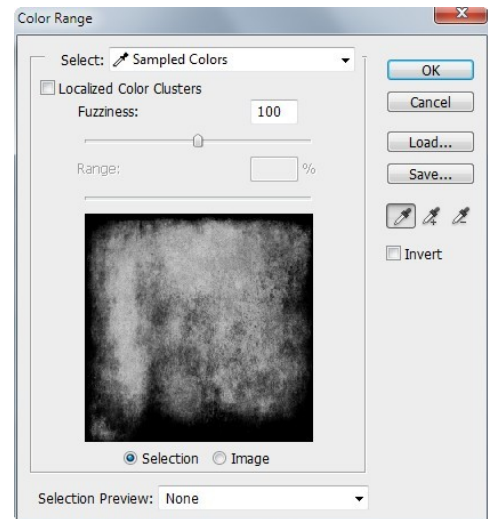 Color Range
Select: Sampled Colors
OK
Localized Color Clusters
Cancel
Fuzziness: 100
Load...
Range: %
Save...
Invert
Selection Image
Selection Preview: None